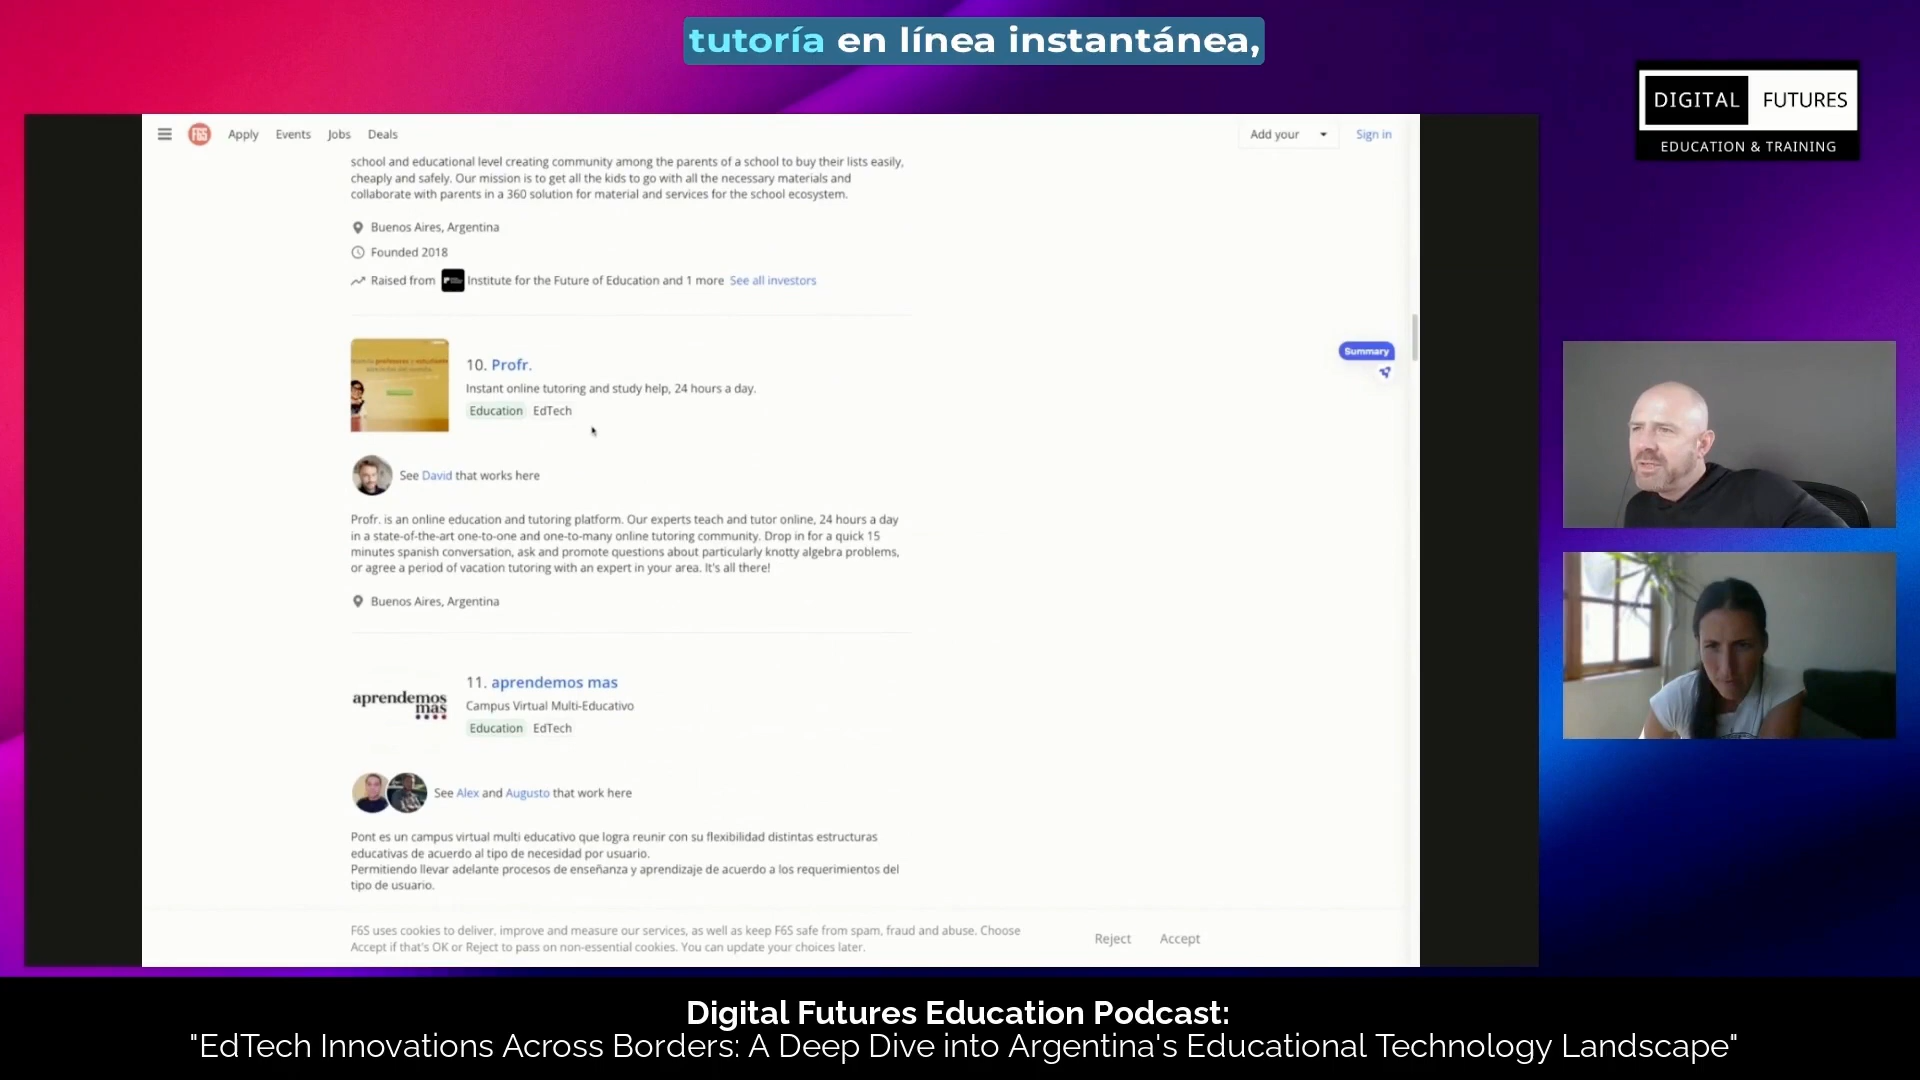 tutoría en línea instantánea,
DIGITAL FUTURES
EDUCATION & TRAINING
F6S Apply Events Jobs Deals Add your Sign in
school and educational level creating community among the parents of a school to buy their lists easily,
cheaply and safely. Our mission is to get all the kids to go with all the necessary materials and
collaborate with parents in a 360 solution for material and services for the school ecosystem.
Buenos Aires, Argentina
Founded 2018
Raised from Institute for the Future of Education and 1 more See all investors
Summary
10. Profr.
Instant online tutoring and study help, 24 hours a day.
Education EdTech
See David that works here
Profr. is an online education and tutoring platform. Our experts teach and tutor online, 24 hours a day
in a state-of-the-art one-to-one and one-to-many online tutoring community. Drop in for a quick 15
minutes spanish conversation, ask and promote questions about particularly knotty algebra problems,
or agree a period of vacation tutoring with an expert in your area. It's all there!
Buenos Aires, Argentina
aprendemos
mas
11. aprendemos mas
Campus Virtual Multi-Educativo
Education EdTech
See Alex and Augusto that work here
Pont es un campus virtual multi educativo que logra reunir con su flexibilidad distintas estructuras
educativas de acuerdo al tipo de necesidad por usuario.
Permitiendo llevar adelante procesos de enseñanza y aprendizaje de acuerdo a los requerimientos del
tipo de usuario.
F6S uses cookies to deliver, improve and measure our services, as well as keep F6S safe from spam, fraud and abuse. Choose
Accept if that's OK or Reject to pass on non-essential cookies. You can update your choices later.
Reject Accept
Digital Futures Education Podcast:
"EdTech Innovations Across Borders: A Deep Dive into Argentina's Educational Technology Landscape"